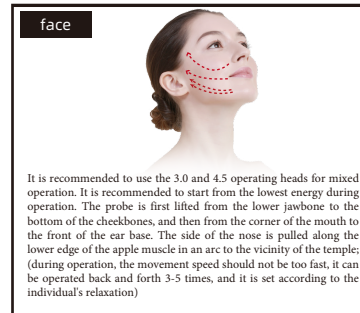 face
It is recommended to use the 3.0 and 4.5 operating heads for mixed
operation. It is recommended to start from the lowest energy during
operation. The probe is first lifted from the lower jawbone to the
bottom of the cheekbones, and then from the corner of the mouth to
the front of the ear base. The side of the nose is pulled along the
lower edge of the apple muscle in an arc to the vicinity of the temple;
(during operation, the movement speed should not be too fast, it can
be operated back and forth 3-5 times, and it is set according to the
individual's relaxation)